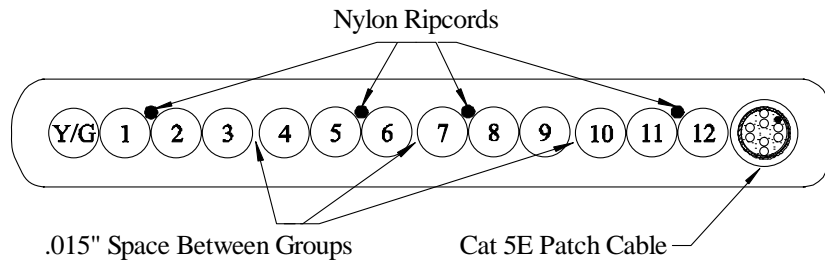 Nylon Ripcords
Y/G 1 2 3 4 5 6 7 8 9 10 11 12
.015" Space Between Groups Cat 5E Patch Cable